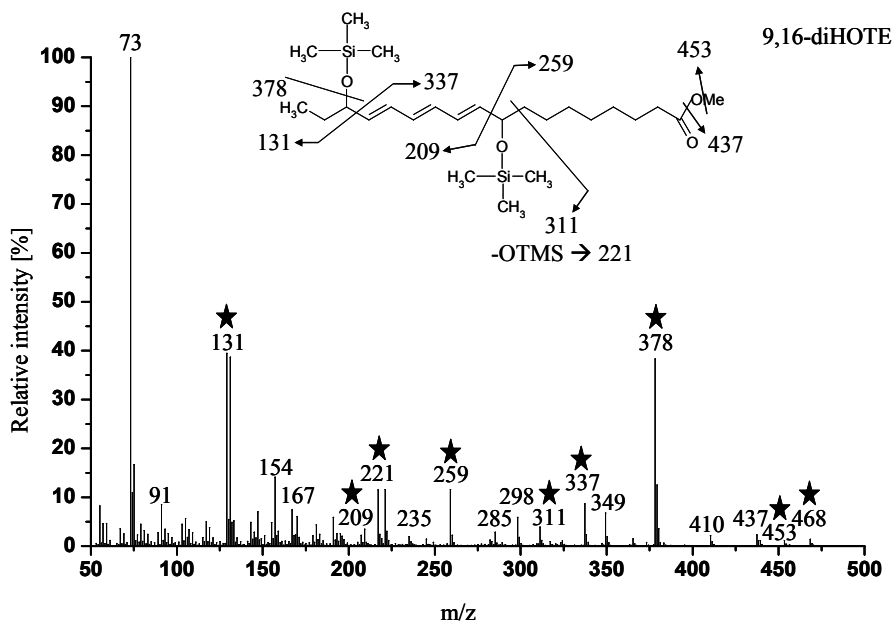 9,16-diHOTE
73
CH₃
H₃C Si CH₃
O
378
337
259
453
H₃C
OMe
O
131
209
437
O
H₃C Si CH₃
CH₃
311
-OTMS → 221
Relative intensity [%]
100
90
80
70
60
50
40
30
20
10
0
131
378
154
221
259
337
91
167
209
235
285
298
311
349
410
437
453
468
50 100 150 200 250 300 350 400 450 500
m/z